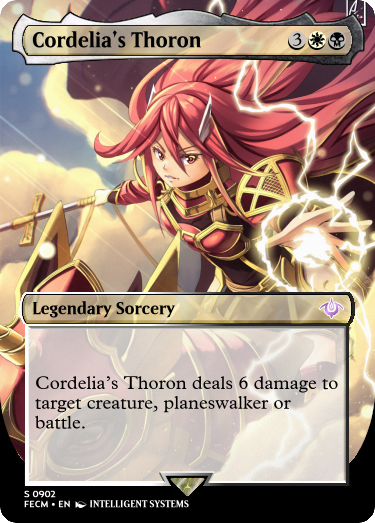 Cordelia's Thoron 3
Legendary Sorcery
Cordelia's Thoron deals 6 damage to
target creature, planeswalker or
battle.
S 0902
FECM • EN INTELLIGENT SYSTEMS